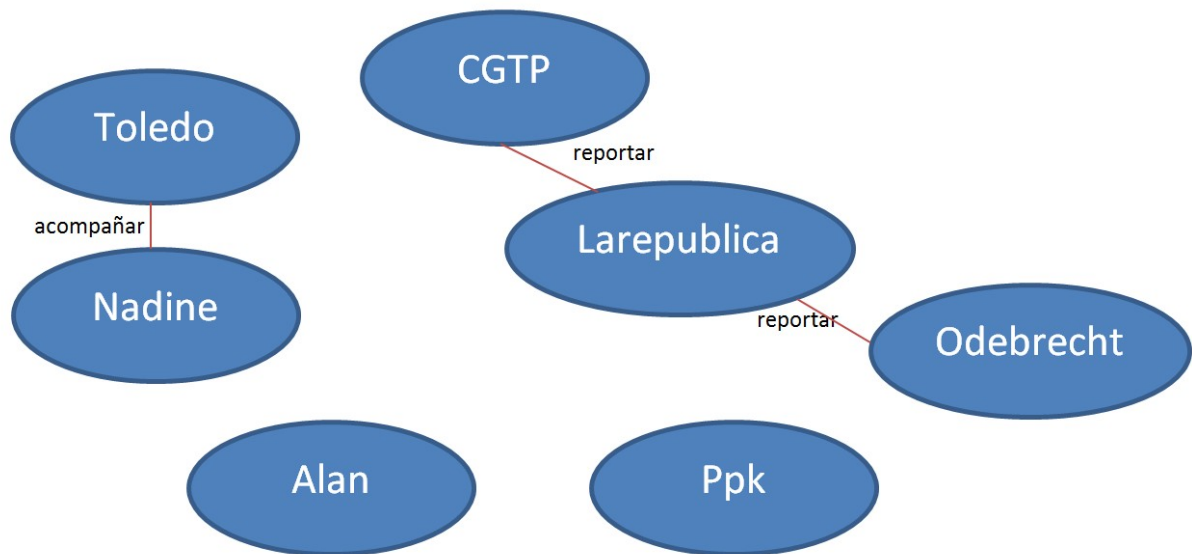 CGTP
Toledo
reportar
acompañar
Larepublica
Nadine
reportar
Odebrecht
Alan
Ppk